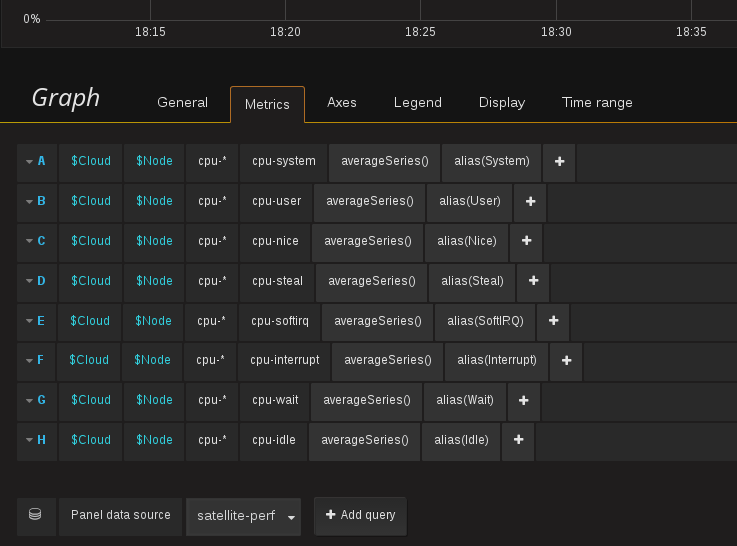 0%
18:15 18:20 18:25 18:30 18:35
Graph General Metrics Axes Legend Display Time range
A $Cloud $Node cpu-* cpu-system averageSeries() alias(System) +
B $Cloud $Node cpu-* cpu-user averageSeries() alias(User) +
C $Cloud $Node cpu-* cpu-nice averageSeries() alias(Nice) +
D $Cloud $Node cpu-* cpu-steal averageSeries() alias(Steal) +
E $Cloud $Node cpu-* cpu-softirq averageSeries() alias(SoftIRQ) +
F $Cloud $Node cpu-* cpu-interrupt averageSeries() alias(Interrupt) +
G $Cloud $Node cpu-* cpu-wait averageSeries() alias(Wait) +
H $Cloud $Node cpu-* cpu-idle averageSeries() alias(Idle) +
Panel data source satellite-perf + Add query